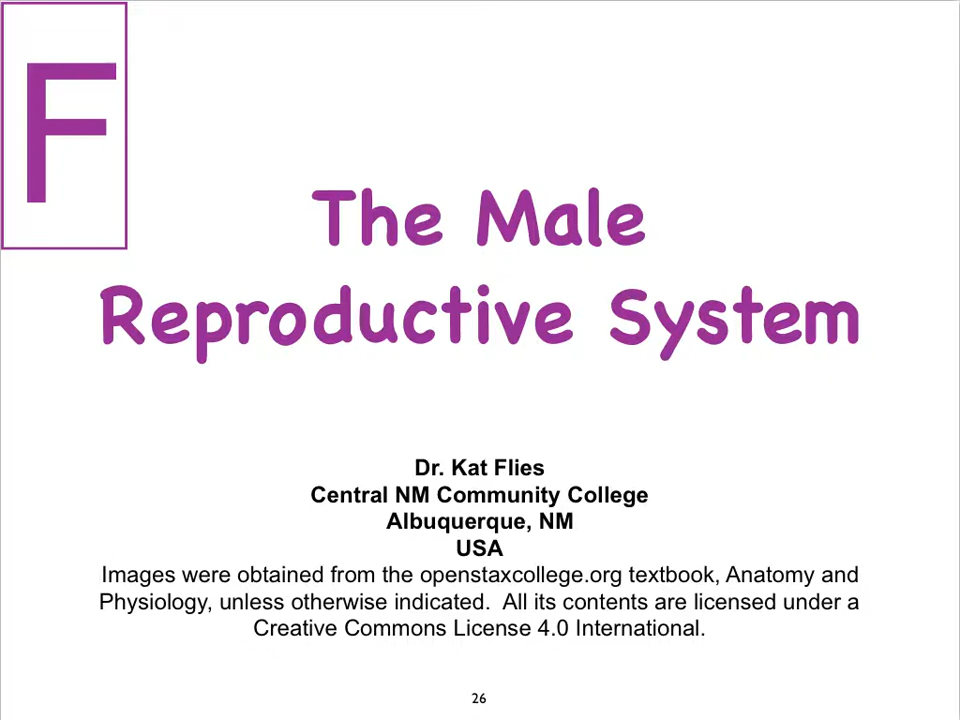 F
The Male
Reproductive System
Dr. Kat Flies
Central NM Community College
Albuquerque, NM
USA
Images were obtained from the openstaxcollege.org textbook, Anatomy and
Physiology, unless otherwise indicated.  All its contents are licensed under a
Creative Commons License 4.0 International.
26